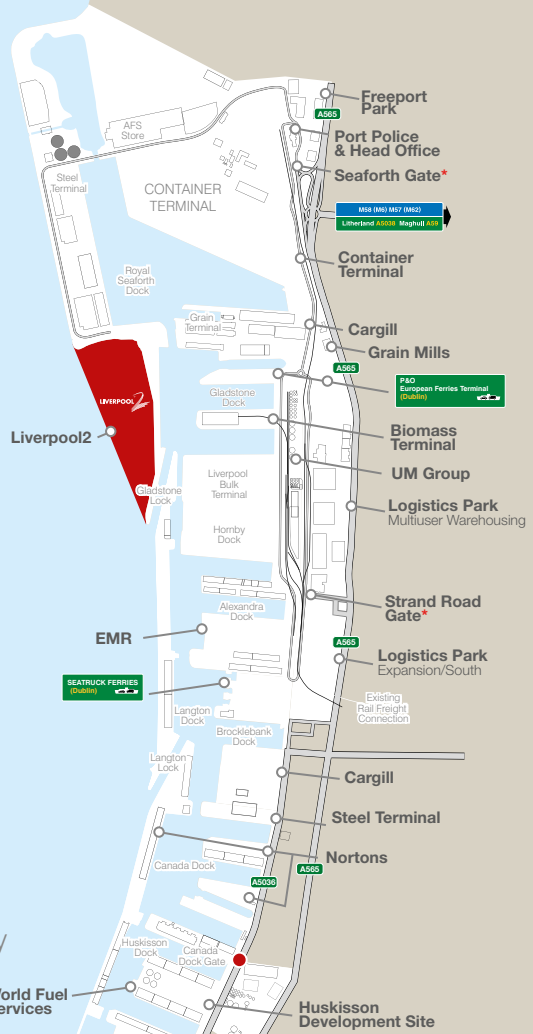 Freeport
Park
A565
AFS
Store
Port Police
& Head Office
Seaforth Gate*
Steel
Terminal
CONTAINER
TERMINAL
M58 (M6) M57 (M62)
Litherland A5038 Maghull A59
Container
Terminal
Royal
Seaforth
Dock
Grain
Terminal
Cargill
Grain Mills
A565
P&O
European Ferries Terminal
(Dublin)
LIVERPOOL 2
Gladstone
Dock
Liverpool2
Biomass
Terminal
UM Group
Liverpool
Bulk
Terminal
Gladstone
Lock
Logistics Park
Multiuser Warehousing
Hornby
Dock
Alexandra
Dock
Strand Road
Gate*
EMR
A565
Logistics Park
Expansion/South
SEATRUCK FERRIES
(Dublin)
Langton
Dock
Existing
Rail Freight
Connection
Brocklebank
Dock
Langton
Lock
Cargill
Steel Terminal
Nortons
Canada Dock
A565
A5036
Huskisson
Dock
Canada
Dock Gate
World Fuel
Services
Huskisson
Development Site